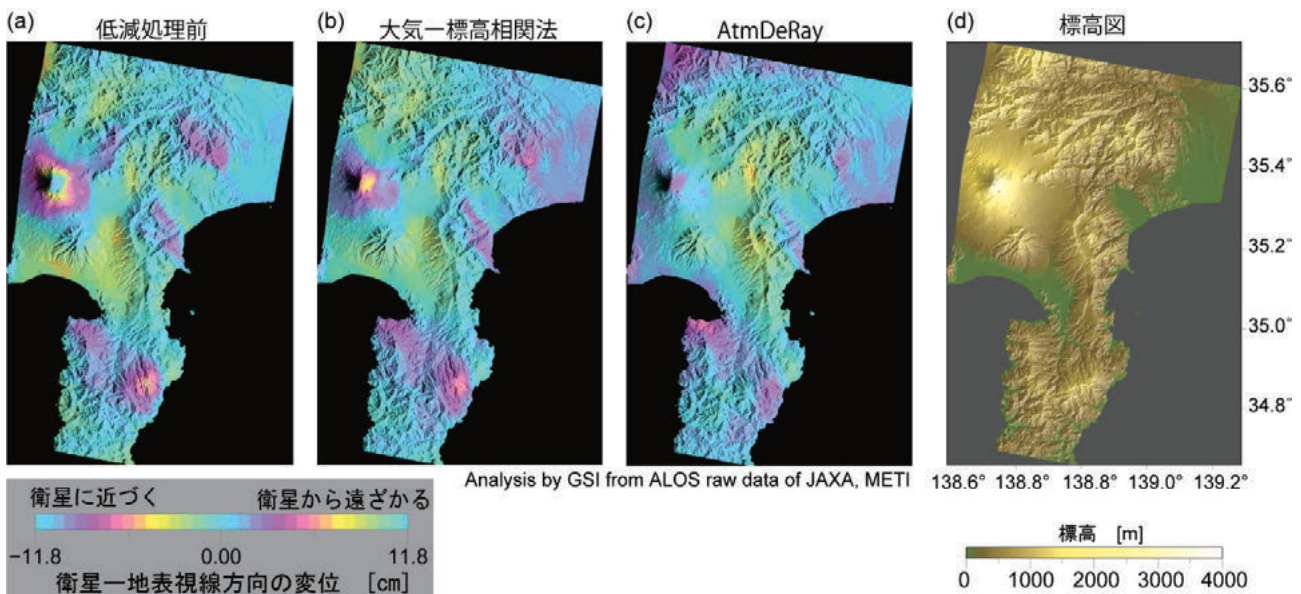 (a)
低減処理前
(b)
大気ー標高相関法
(c)
AtmDeRay
(d)
標高図
35.6°
35.4°
35.2°
35.0°
34.8°
138.6° 138.8° 138.8° 139.0° 139.2°
Analysis by GSI from ALOS raw data of JAXA, METI
衛星に近づく 衛星から遠ざかる
−11.8 0.00 11.8
衛星ー地表視線方向の変位 [cm]
標高 [m]
0 1000 2000 3000 4000